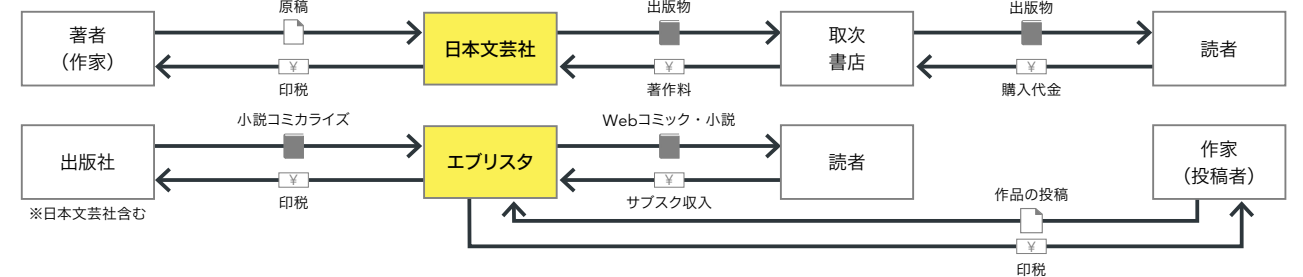 原稿
出版物
出版物
著者
（作家）
日本文芸社
取次
書店
読者
¥
¥
¥
印税
著作料
購入代金
小説コミカライズ
Webコミック・小説
出版社
エブリスタ
読者
作家
（投稿者）
¥
¥
印税
サブスク収入
作品の投稿
※日本文芸社含む
¥
印税